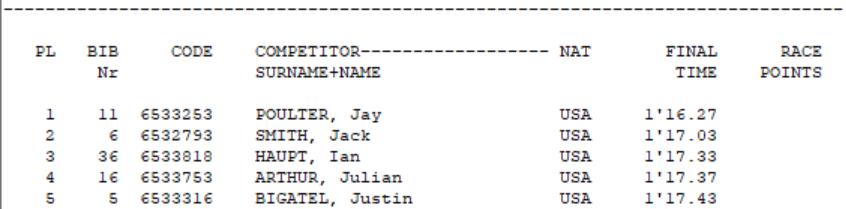 --------------------------------------------------------------------------------
PL BIB CODE COMPETITOR------------------ NAT FINAL RACE
Nr SURNAME+NAME TIME POINTS
1 11 6533253 POULTER, Jay USA 1'16.27
2 6 6532793 SMITH, Jack USA 1'17.03
3 36 6533818 HAUPT, Ian USA 1'17.33
4 16 6533753 ARTHUR, Julian USA 1'17.37
5 5 6533316 BIGATEL, Justin USA 1'17.43